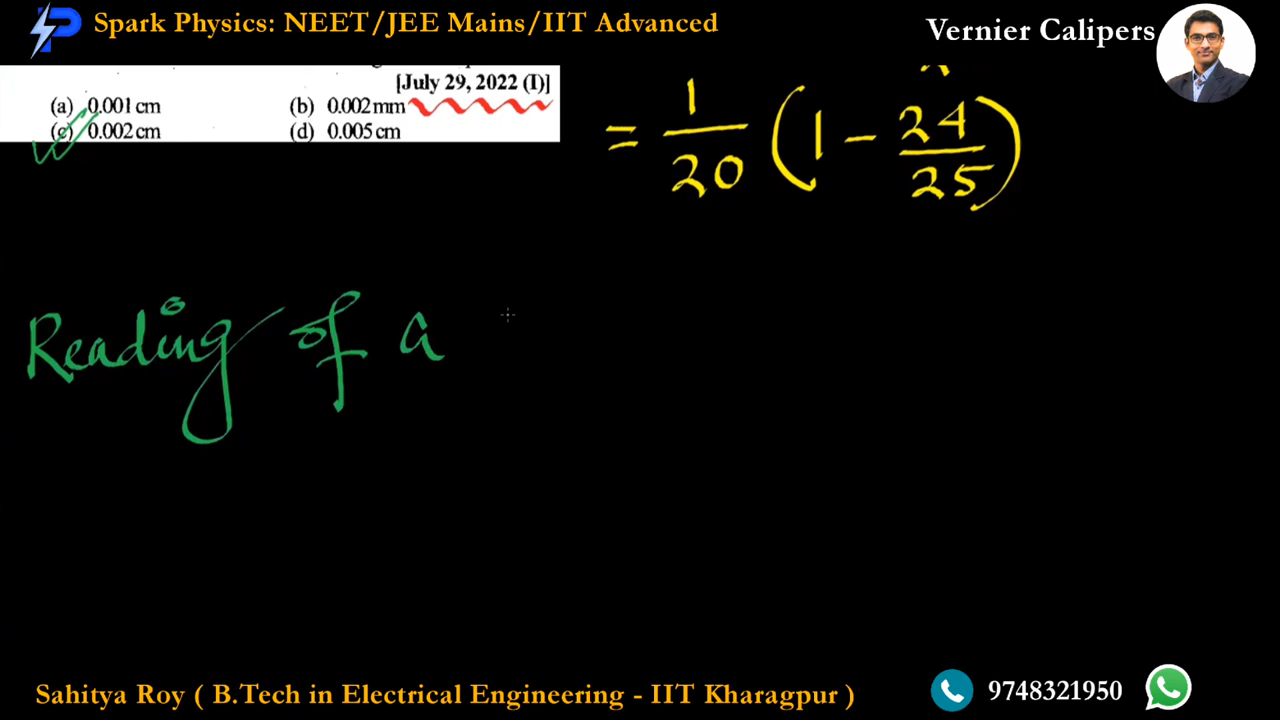 Spark Physics: NEET/JEE Mains/IIT Advanced
Vernier Calipers
[July 29, 2022 (I)]
(a) 0.001 cm (b) 0.002 mm
(c) 0.002 cm (d) 0.005 cm
= 1/20 (1 - 24/25)
Reading of a
Sahitya Roy ( B.Tech in Electrical Engineering - IIT Kharagpur )
9748321950